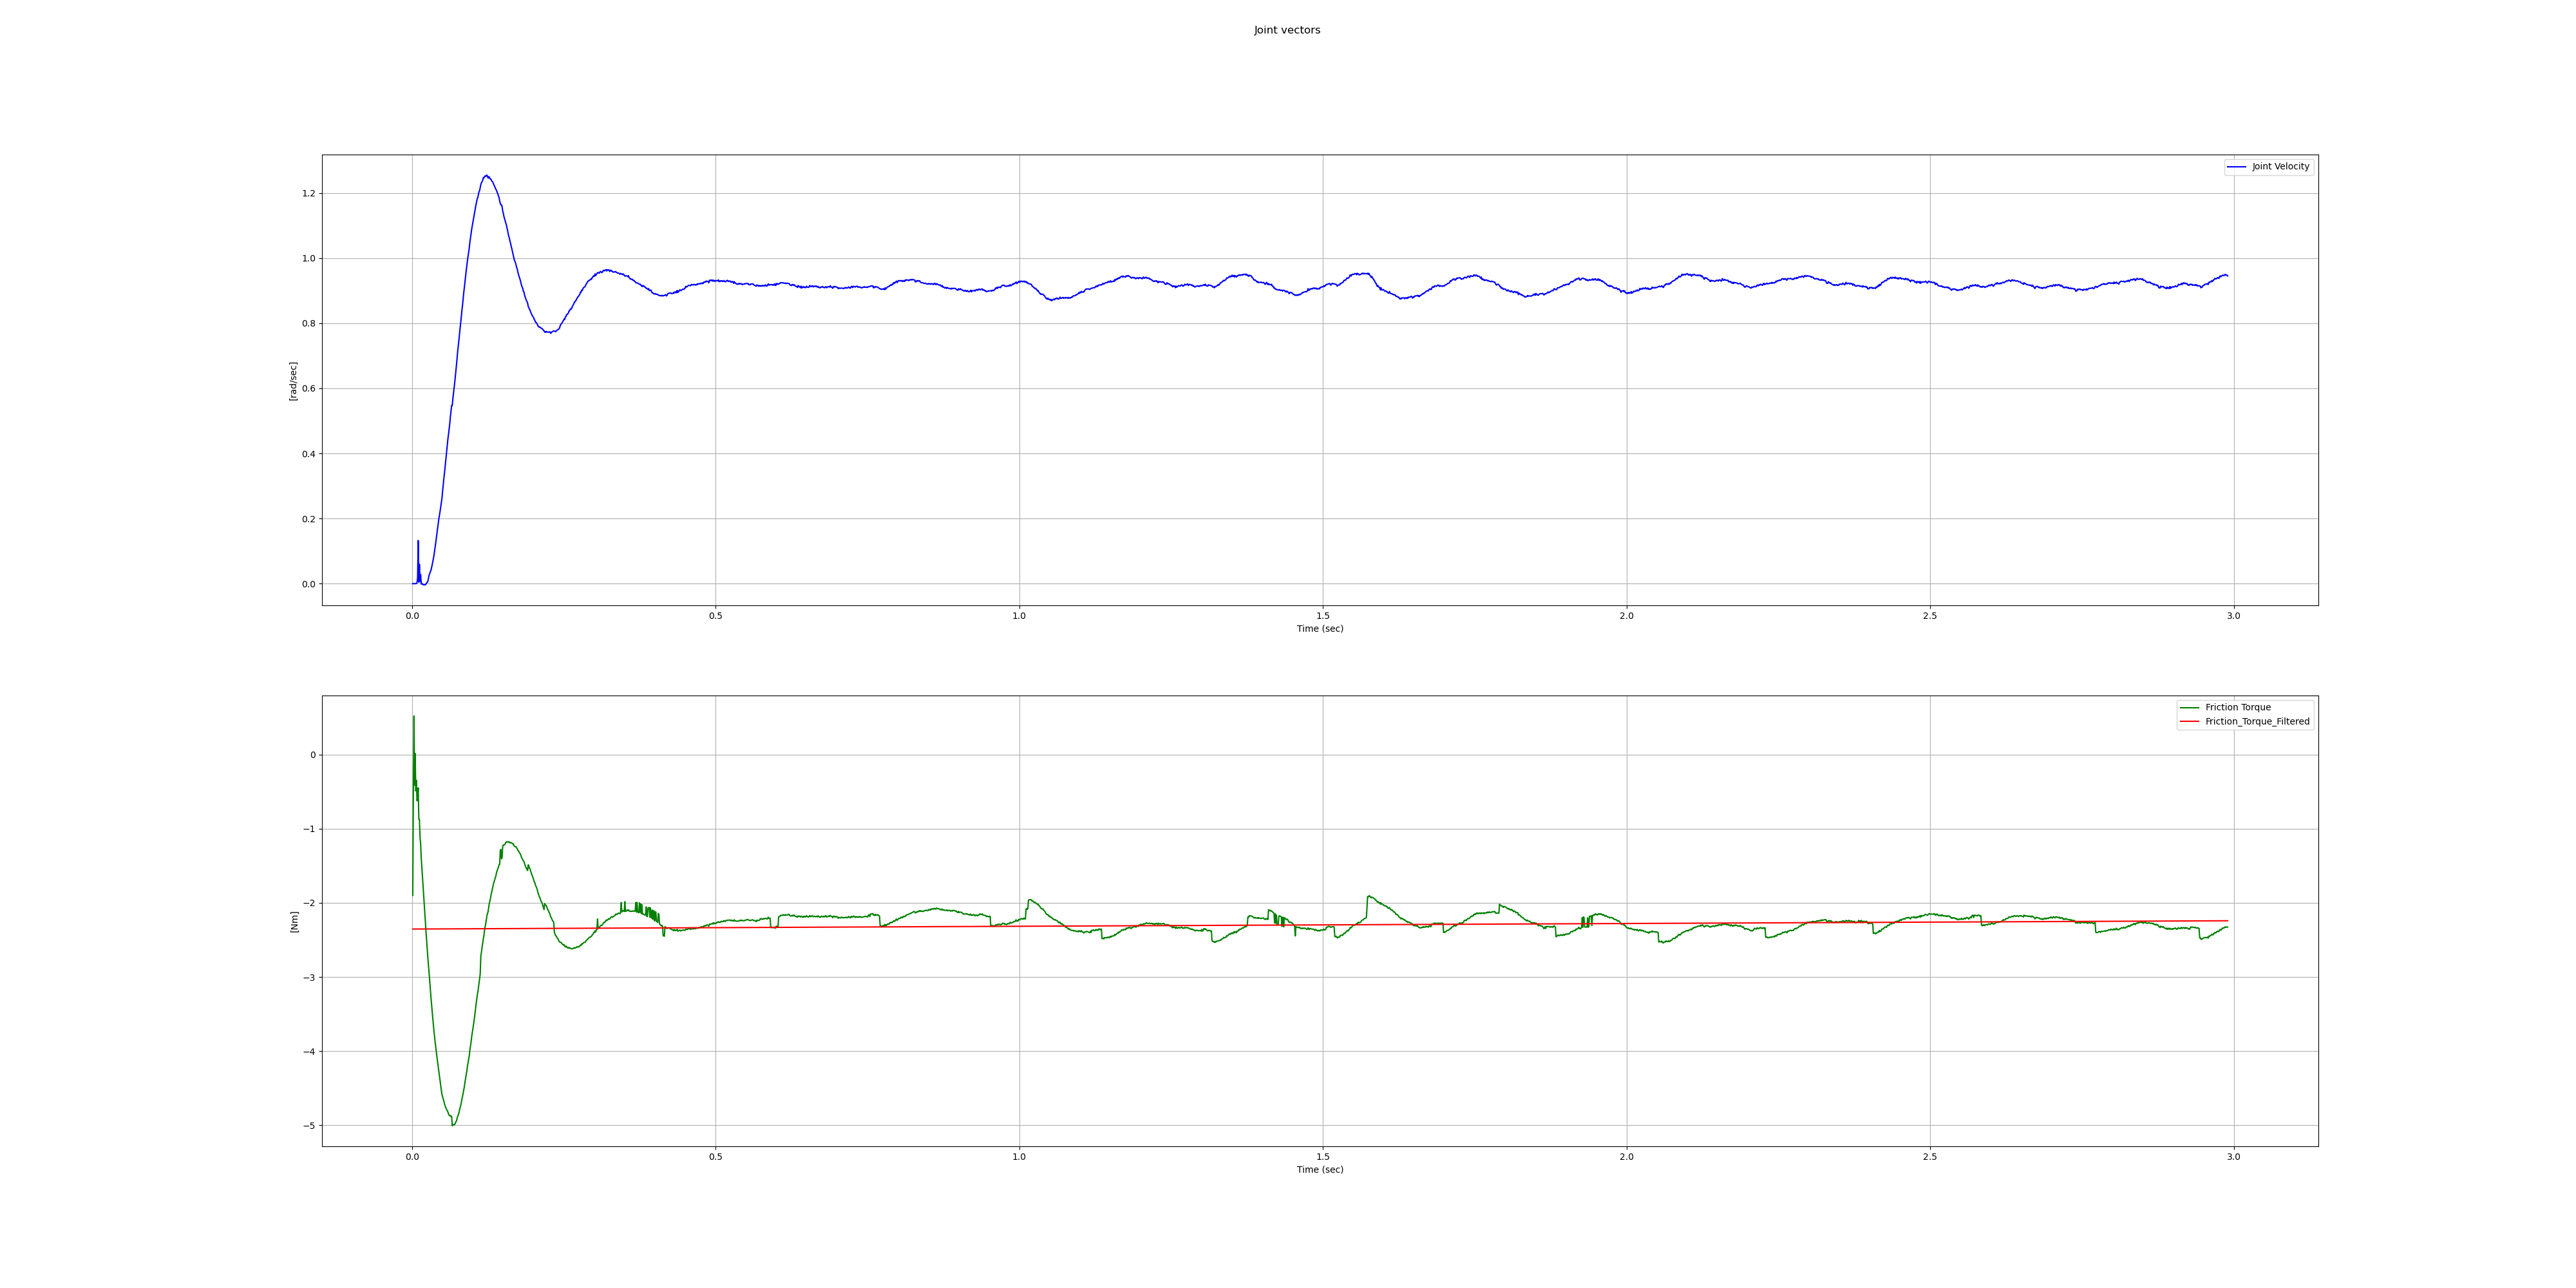 Joint vectors
Joint Velocity
1.2
1.0
0.8
0.6
0.4
0.2
0.0
[rad/sec]
0.0 0.5 1.0 1.5 2.0 2.5 3.0
Time (sec)
Friction Torque
Friction_Torque_Filtered
0
−1
−2
−3
−4
−5
[Nm]
0.0 0.5 1.0 1.5 2.0 2.5 3.0
Time (sec)